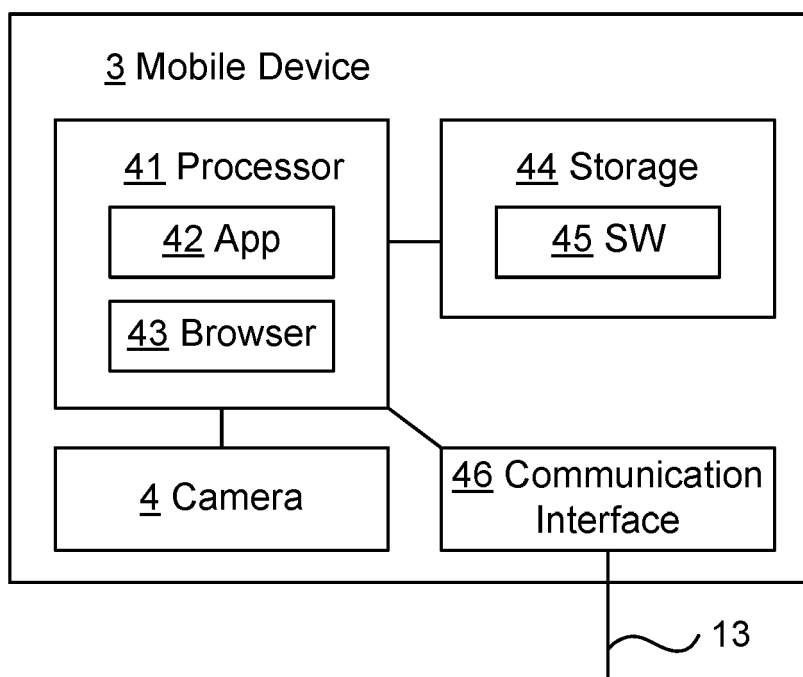 3 Mobile Device
41 Processor
42 App
43 Browser
44 Storage
45 SW
4 Camera
46 Communication
Interface
13